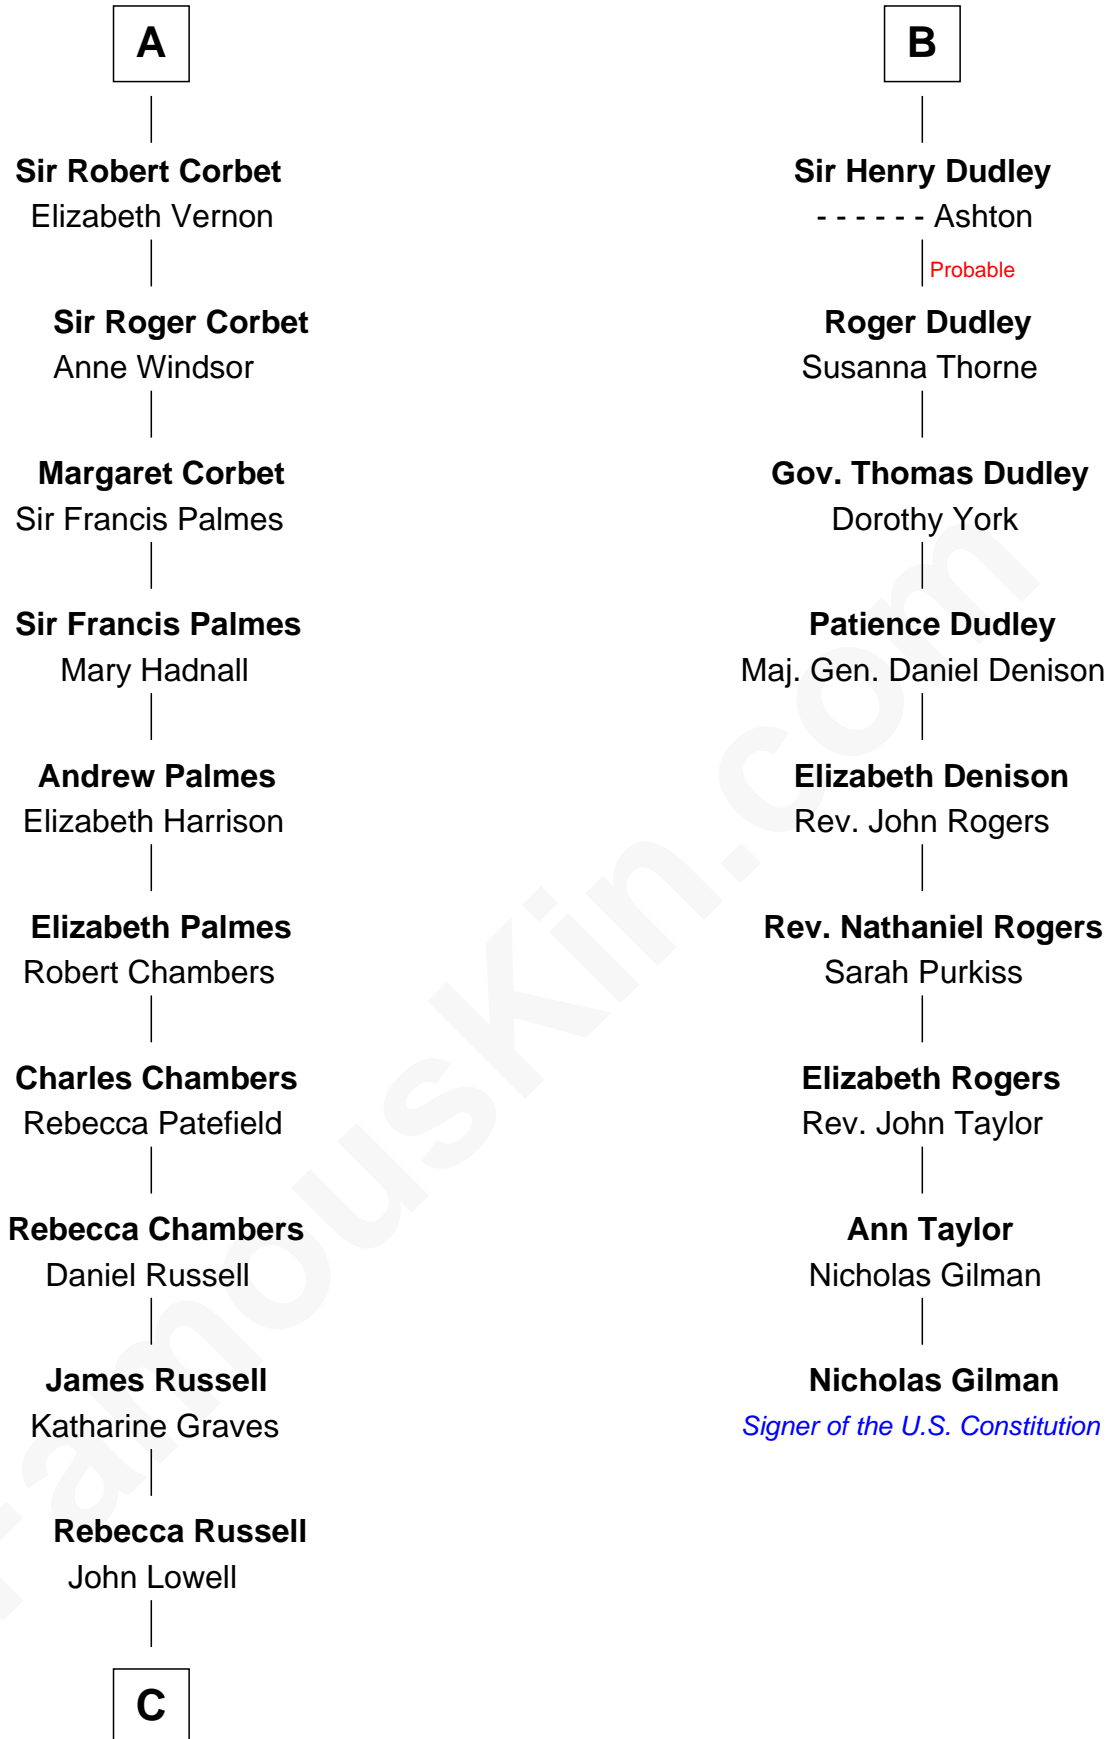 A
Sir Robert Corbet
Elizabeth Vernon
Sir Roger Corbet
Anne Windsor
Margaret Corbet
Sir Francis Palmes
Sir Francis Palmes
Mary Hadnall
Andrew Palmes
Elizabeth Harrison
Elizabeth Palmes
Robert Chambers
Charles Chambers
Rebecca Patefield
Rebecca Chambers
Daniel Russell
James Russell
Katharine Graves
Rebecca Russell
John Lowell
C
B
Sir Henry Dudley
- - - - - - Ashton
Probable
Roger Dudley
Susanna Thorne
Gov. Thomas Dudley
Dorothy York
Patience Dudley
Maj. Gen. Daniel Denison
Elizabeth Denison
Rev. John Rogers
Rev. Nathaniel Rogers
Sarah Purkiss
Elizabeth Rogers
Rev. John Taylor
Ann Taylor
Nicholas Gilman
Nicholas Gilman
Signer of the U.S. Constitution
FamousKin.com